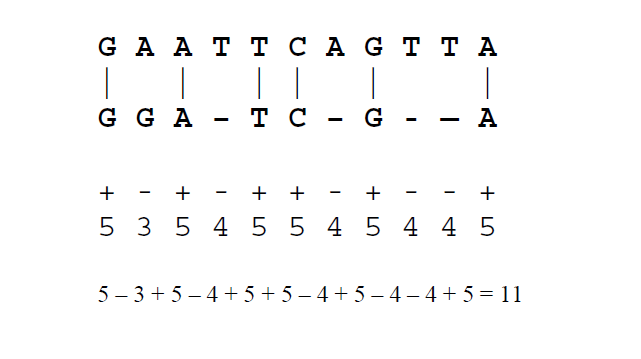 G A A T T C A G T T A
| | | | | |
G G A – T C – G - — A
+ - + - + + - + - - +
5 3 5 4 5 5 4 5 4 4 5
5 – 3 + 5 – 4 + 5 + 5 – 4 + 5 – 4 – 4 + 5 = 11